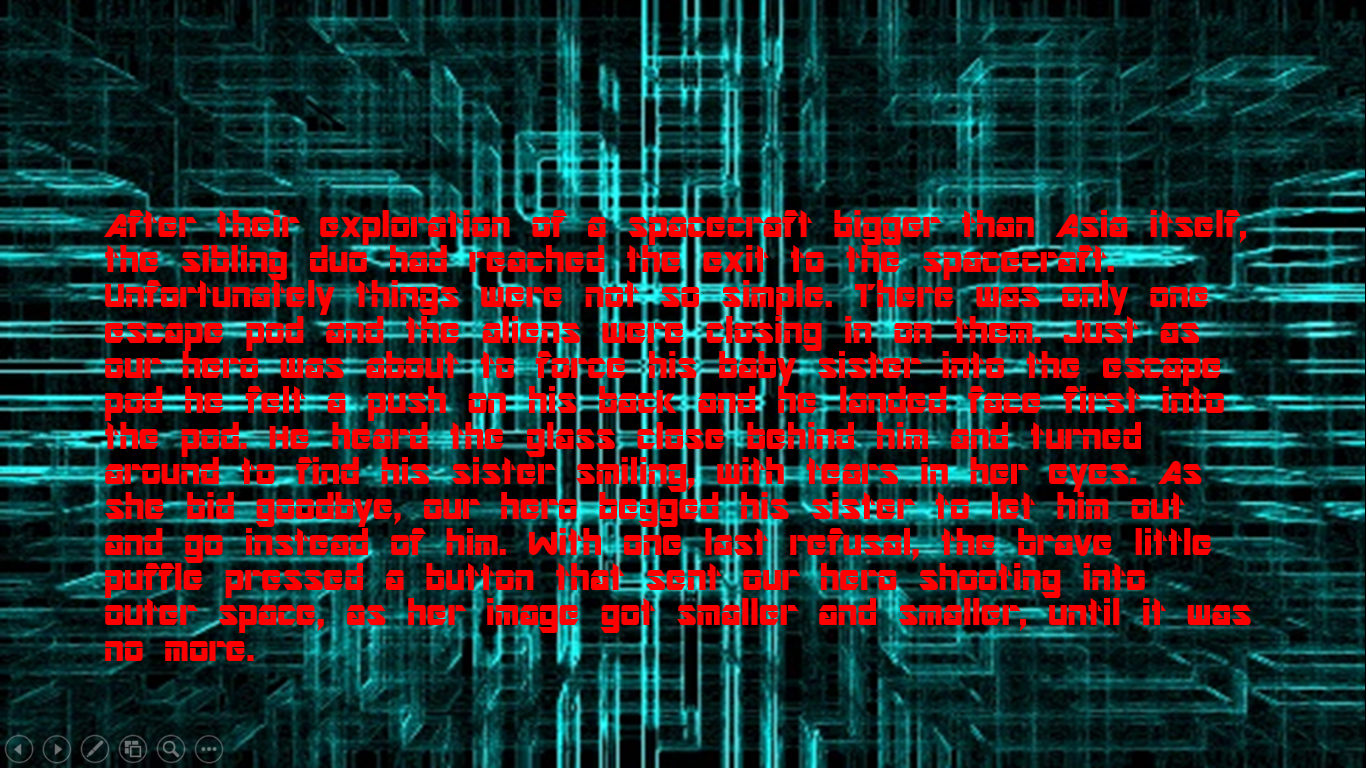 After their exploration of a spacecraft bigger than Asia itself,
the sibling duo had reached the exit to the spacecraft.
Unfortunately things were not so simple. There was only one
escape pod and the aliens were closing in on them. Just as
our hero was about to force his baby sister into the escape
pod he felt a push on his back and he landed face first into
the pod. He heard the glass close behind him and turned
around to find his sister smiling, with tears in her eyes. As
she bid goodbye, our hero begged his sister to let him out
and go instead of him. With one last refusal, the brave little
puffle pressed a button that sent our hero shooting into
outer space, as her image got smaller and smaller, until it was
no more.